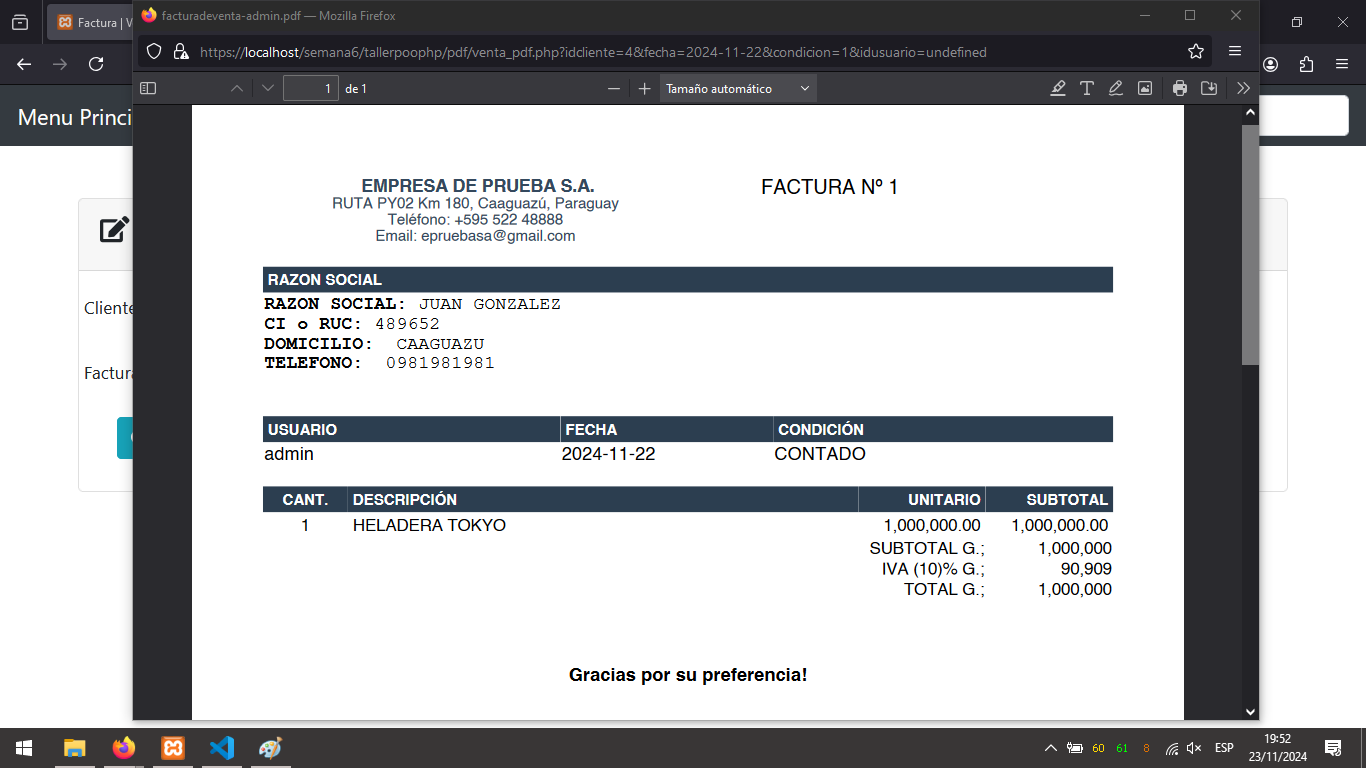 Factura | V
facturadeventa-admin.pdf — Mozilla Firefox
https://localhost/semana6/tallerpoophp/pdf/venta_pdf.php?idcliente=4&fecha=2024-11-22&condicion=1&idusuario=undefined
1 de 1
Tamaño automático
Menu Princi
EMPRESA DE PRUEBA S.A.
FACTURA Nº 1
RUTA PY02 Km 180, Caaguazú, Paraguay
Teléfono: +595 522 48888
Email: epruebasa@gmail.com
RAZON SOCIAL
RAZON SOCIAL: JUAN GONZALEZ
CI o RUC: 489652
DOMICILIO: CAAGUAZU
TELEFONO: 0981981981
Cliente
Factura
USUARIO FECHA CONDICIÓN
admin 2024-11-22 CONTADO
CANT. DESCRIPCIÓN UNITARIO SUBTOTAL
1 HELADERA TOKYO 1,000,000.00 1,000,000.00
SUBTOTAL G.; 1,000,000
IVA (10)% G.; 90,909
TOTAL G.; 1,000,000
Gracias por su preferencia!
60 61 8 ESP 19:52
23/11/2024